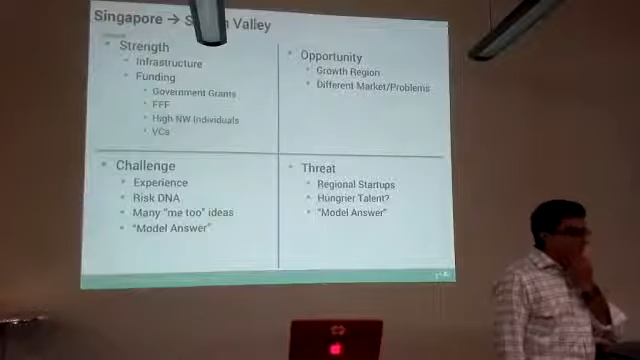 Singapore → S    n Valley
Strength
Infrastructure
Funding
Government Grants
FFF
High NW Individuals
VCs
Opportunity
Growth Region
Different Market/Problems
Challenge
Experience
Risk DNA
Many "me too" ideas
"Model Answer"
Threat
Regional Startups
Hungrier Talent?
"Model Answer"